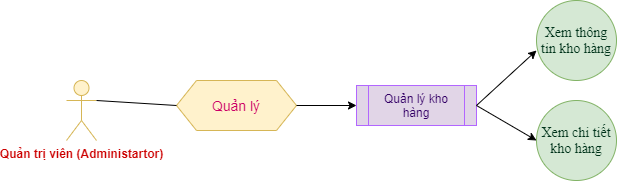 Xem thông
tin kho hàng
Quản lý
Quản lý kho
hàng
Xem chi tiết
kho hàng
Quản trị viên (Administartor)